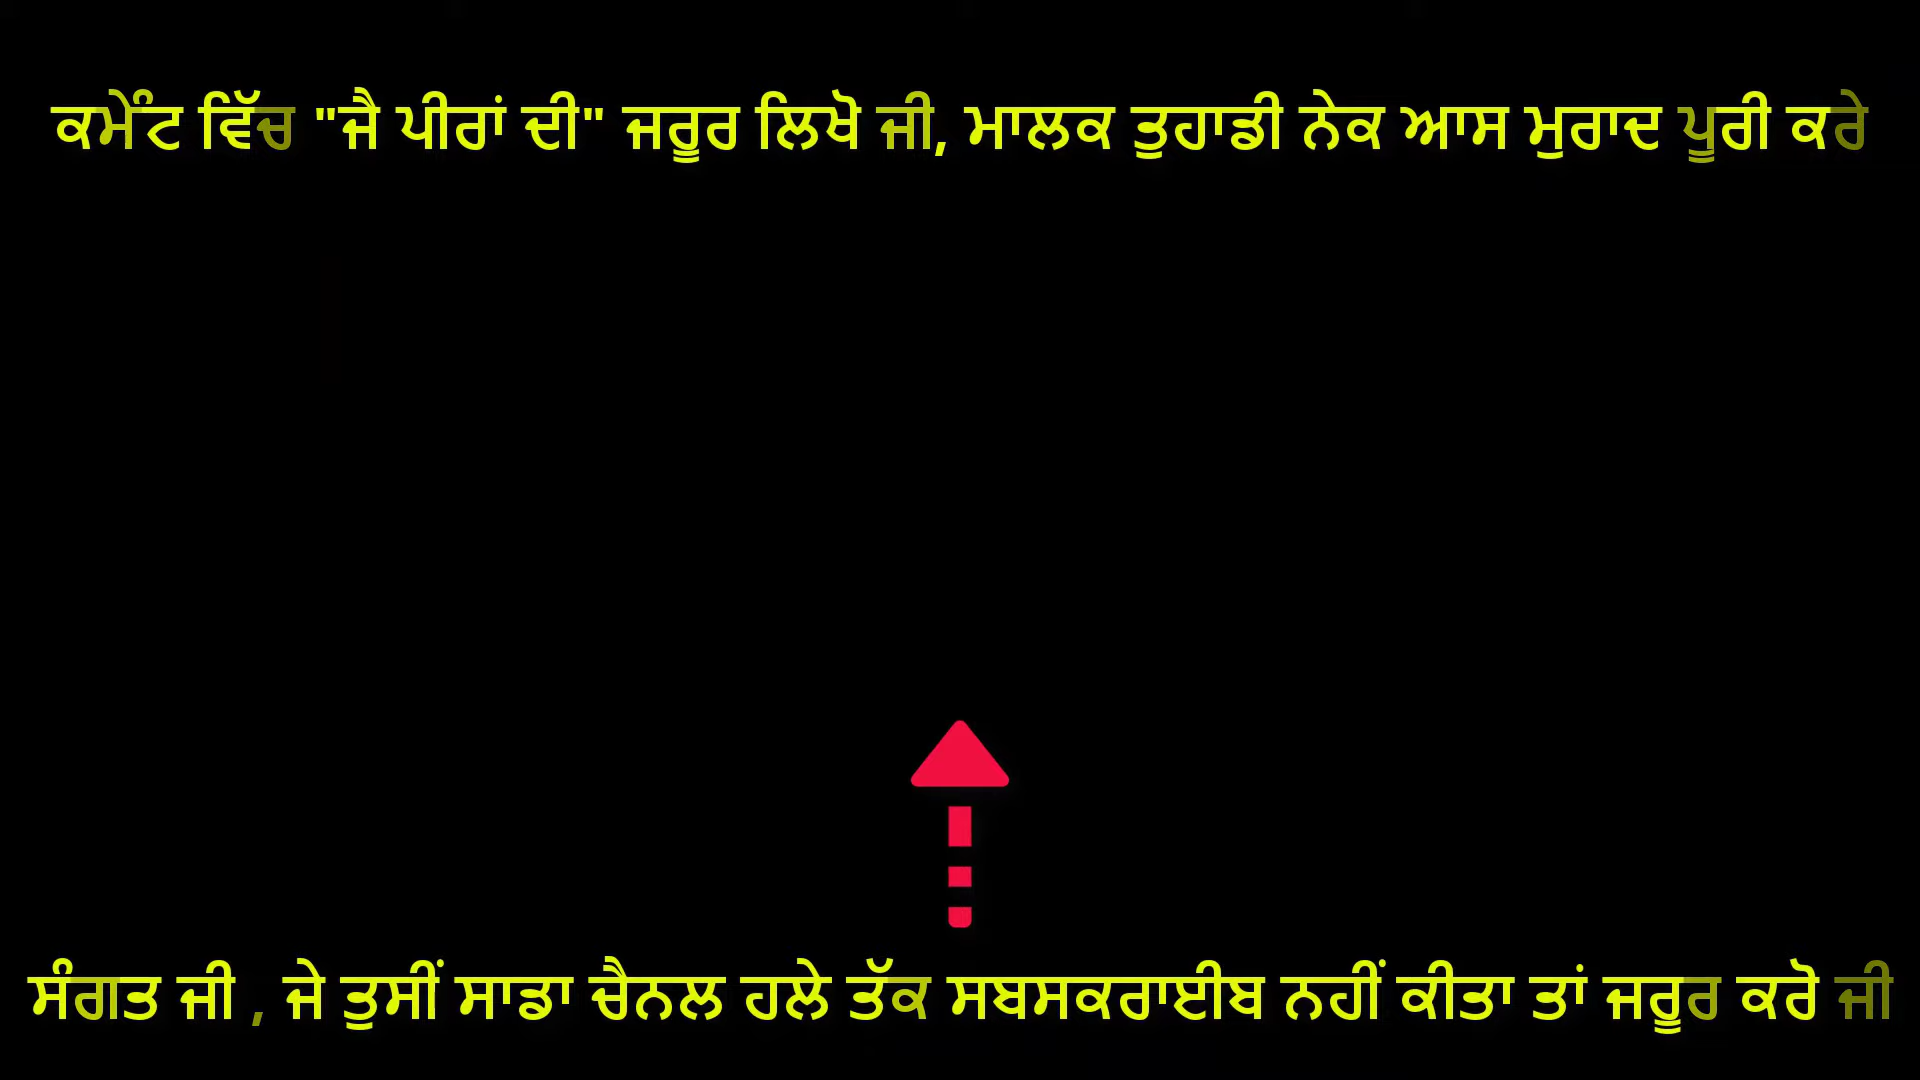 ਕਮੇੰਟ ਵਿੱਚ "ਜੈ ਪੀਰਾਂ ਦੀ" ਜਰੂਰ ਲਿਖੋ ਜੀ, ਮਾਲਕ ਤੁਹਾਡੀ ਨੇਕ ਆਸ ਮੁਰਾਦ ਪੂਰੀ ਕਰੇ
ਸੰਗਤ ਜੀ , ਜੇ ਤੁਸੀਂ ਸਾਡਾ ਚੈਨਲ ਹਲੇ ਤੱਕ ਸਬਸਕਰਾਈਬ ਨਹੀਂ ਕੀਤਾ ਤਾਂ ਜਰੂਰ ਕਰੋ ਜੀ